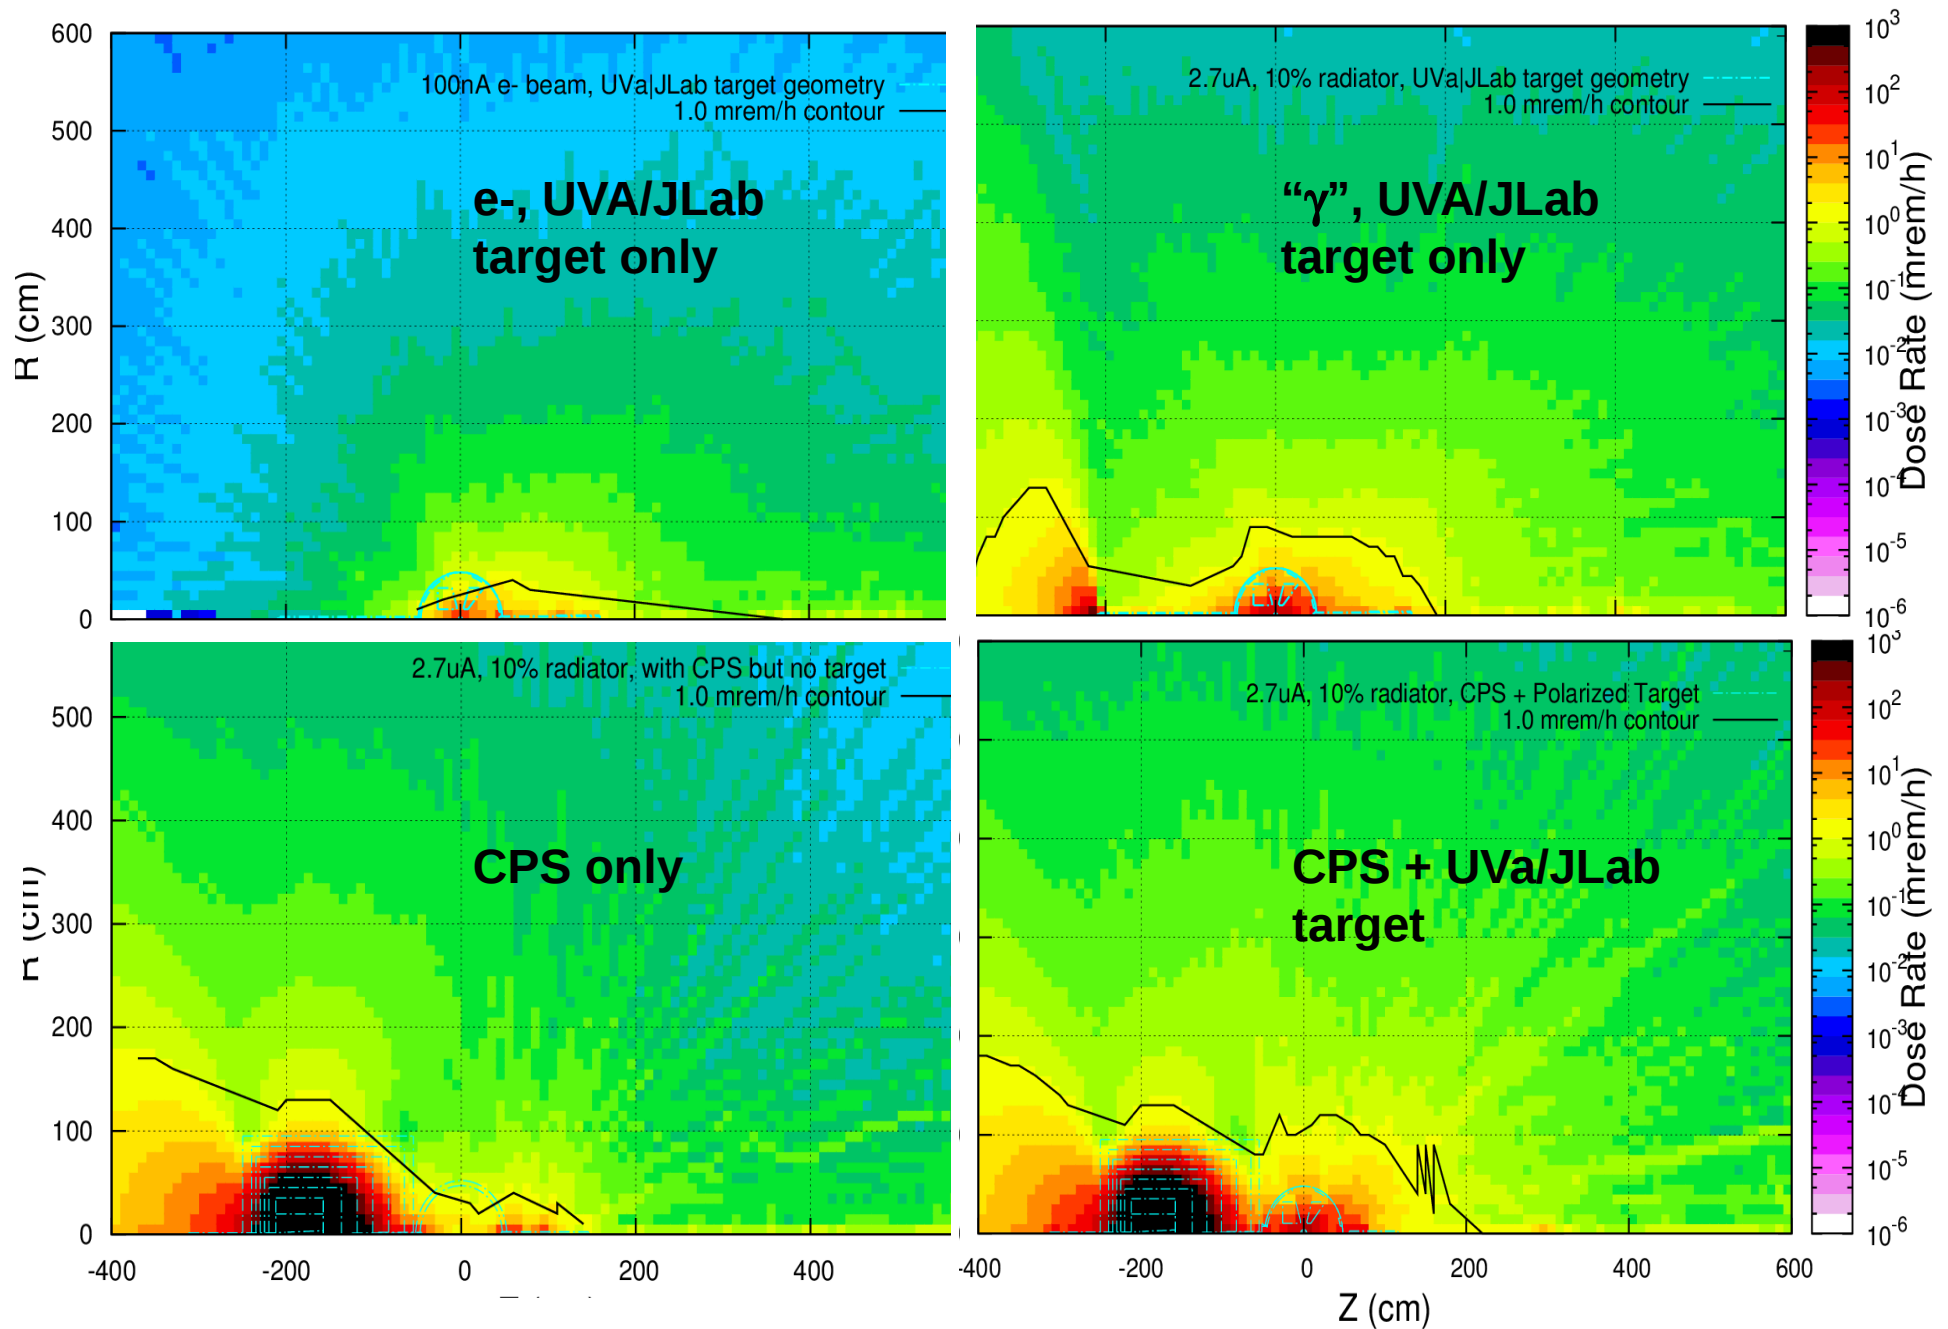 600
500
400
300
200
100
0
R (cm)
100nA e- beam, UVa|JLab target geometry
1.0 mrem/h contour
e-, UVA/JLab
target only
2.7uA, 10% radiator, UVa|JLab target geometry
1.0 mrem/h contour
“γ”, UVA/JLab
target only
10^3
10^2
10^1
10^0
10^-1
10^-2
10^-3
10^-4
10^-5
10^-6
Dose Rate (mrem/h)
500
400
300
200
100
0
R (cm)
2.7uA, 10% radiator, with CPS but no target
1.0 mrem/h contour
CPS only
-400
-200
0
200
400
2.7uA, 10% radiator, CPS + Polarized Target
1.0 mrem/h contour
CPS + UVa/JLab
target
-400
-200
0
200
400
600
Z (cm)
10^3
10^2
10^1
10^0
10^-1
10^-2
10^-3
10^-4
10^-5
10^-6
Dose Rate (mrem/h)